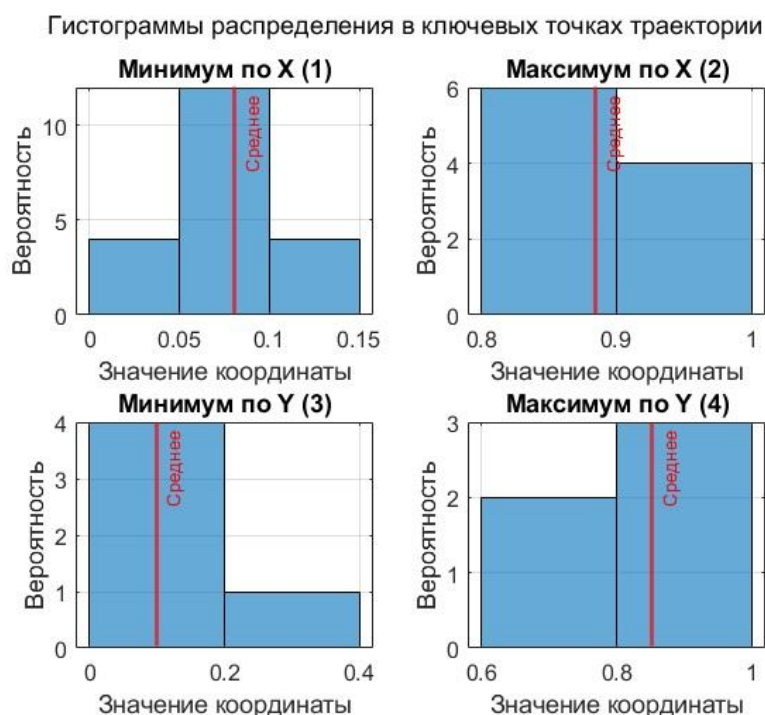 Гистограммы распределения в ключевых точках траектории
Минимум по X (1)
Вероятность
10
5
0
Среднее
0
0.05
0.1
0.15
Значение координаты
Максимум по X (2)
Вероятность
6
4
2
0
Среднее
0.8
0.9
1
Значение координаты
Минимум по Y (3)
Вероятность
4
3
2
1
0
Среднее
0
0.2
0.4
Значение координаты
Максимум по Y (4)
Вероятность
3
2
1
0
Среднее
0.6
0.8
1
Значение координаты